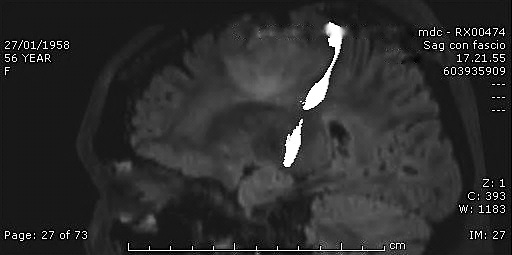 27/01/1958
56 YEAR
F
mdc - RX00474
Sag con fascio
17.21.55
603935909
---
---
---
Z: 1
C: 393
W: 1183
Page: 27 of 73
cm
IM: 27